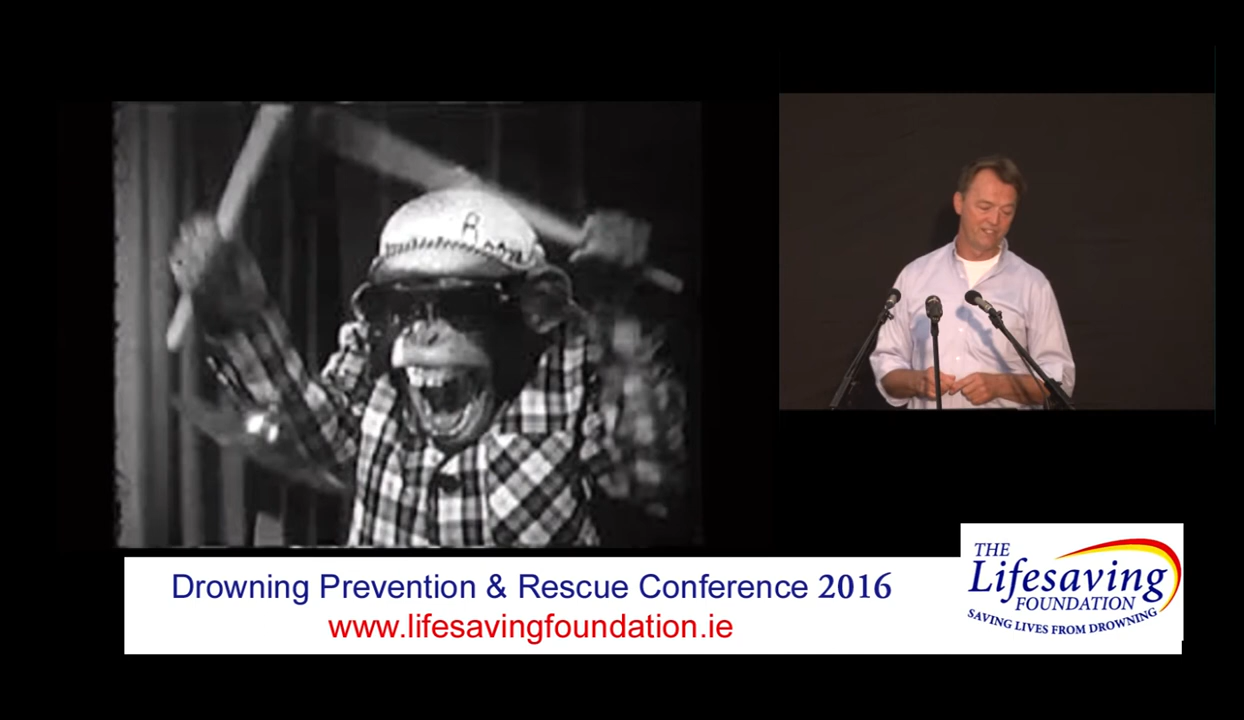 Drowning Prevention & Rescue Conference 2016
www.lifesavingfoundation.ie
THE
Lifesaving
FOUNDATION
SAVING LIVES FROM DROWNING